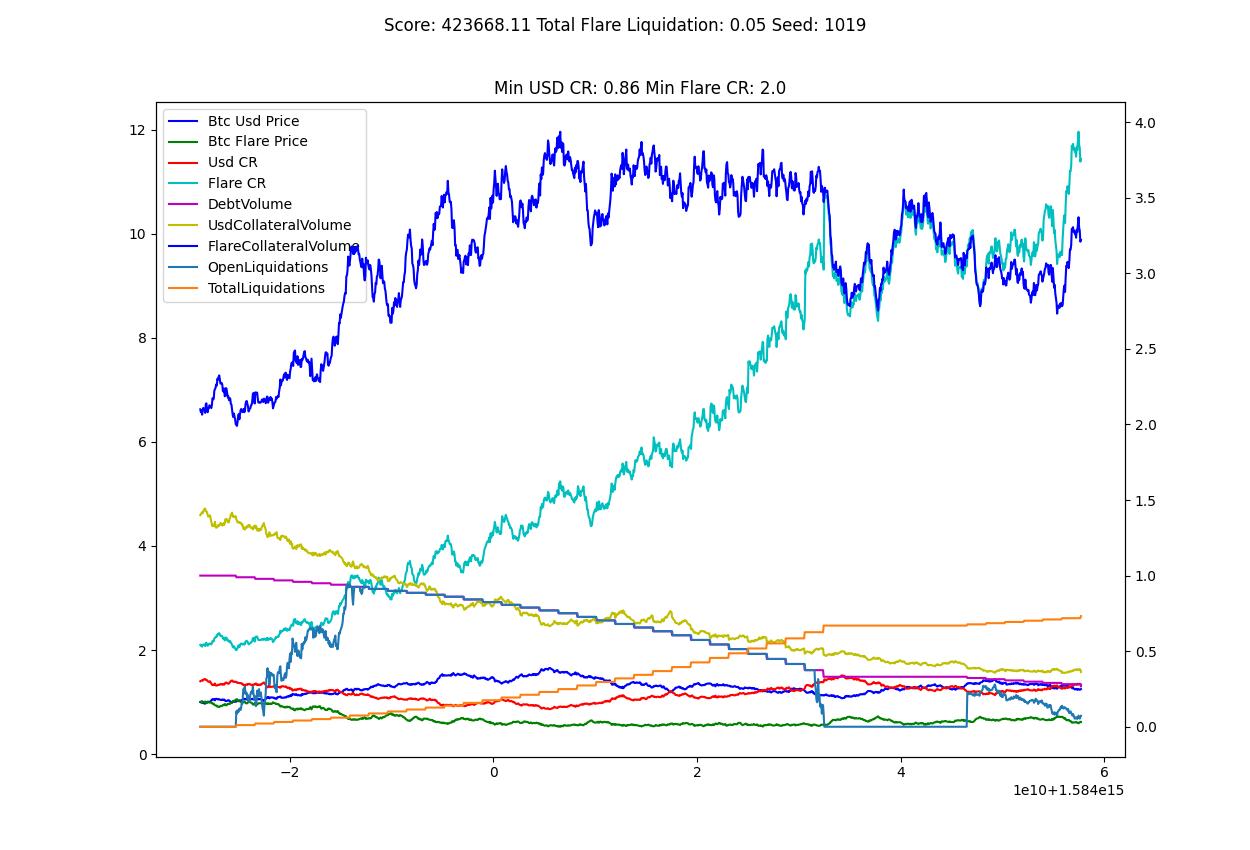 Score: 423668.11 Total Flare Liquidation: 0.05 Seed: 1019
Min USD CR: 0.86 Min Flare CR: 2.0
Btc Usd Price
Btc Flare Price
Usd CR
Flare CR
DebtVolume
UsdCollateralVolume
FlareCollateralVolume
OpenLiquidations
TotalLiquidations
12
10
8
6
4
2
0
4.0
3.5
3.0
2.5
2.0
1.5
1.0
0.5
0.0
−2 0 2 4 6
1e10+1.584e15